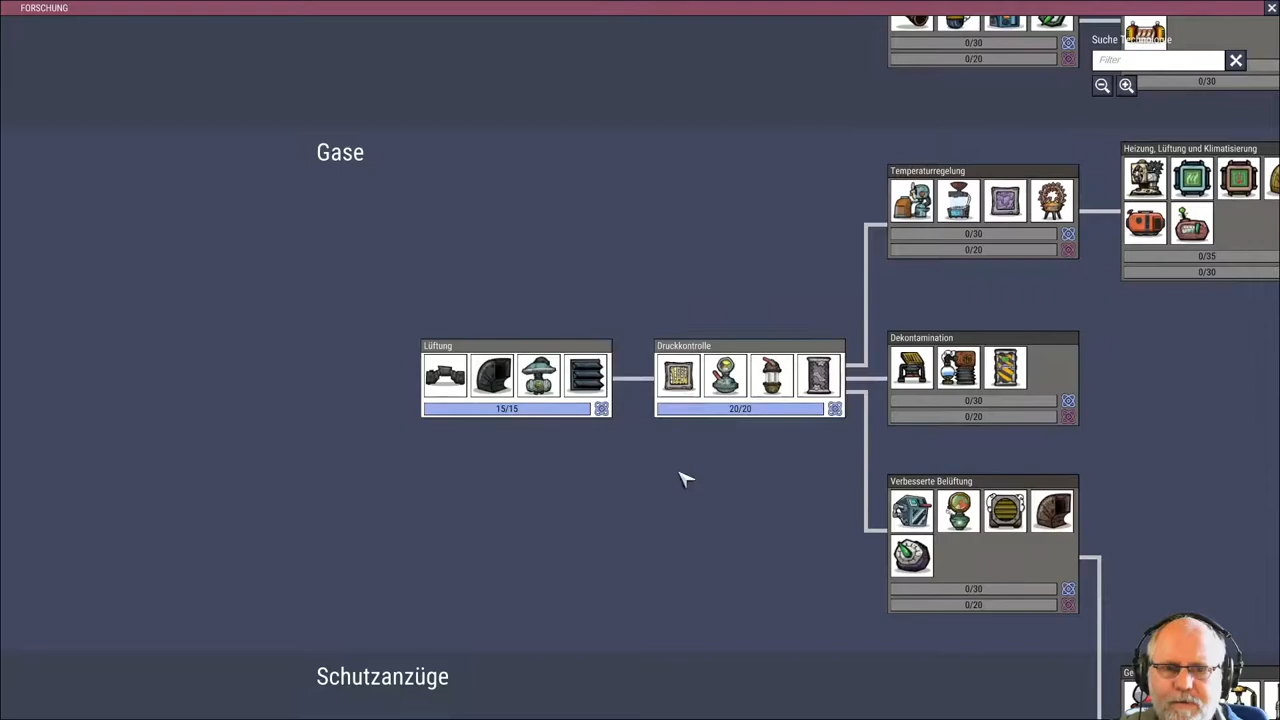 FORSCHUNG
0/30
0/20
Suche Technologie
Filter
0/30
Gase
Temperaturregelung
0/30
0/20
Heizung, Lüftung und Klimatisierung
0/35
0/30
Lüftung
15/15
Druckkontrolle
20/20
Dekontamination
0/30
0/20
Verbesserte Belüftung
0/30
0/20
Schutzanzüge